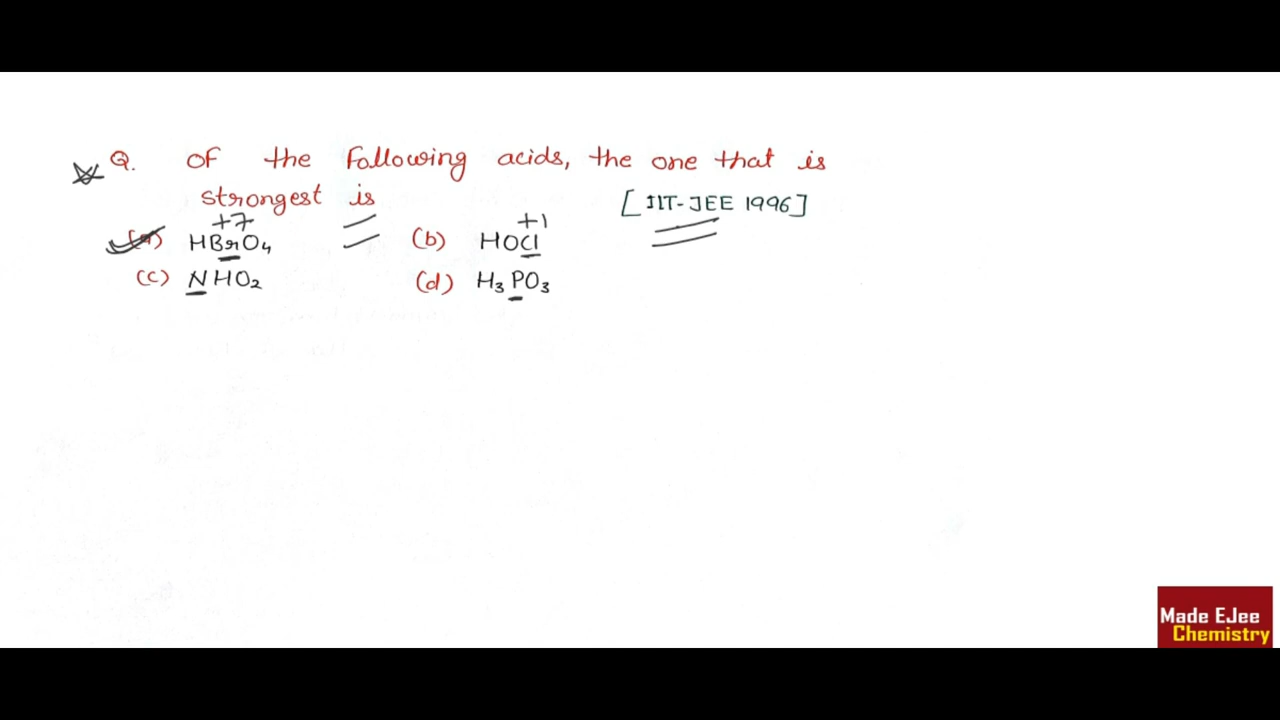 Q. Of the following acids, the one that is
strongest is [IIT-JEE 1996]
+7 +1
(a) HBrO₄ (b) HOCl
(c) NHO₂ (d) H₃PO₃
Made EJee
Chemistry